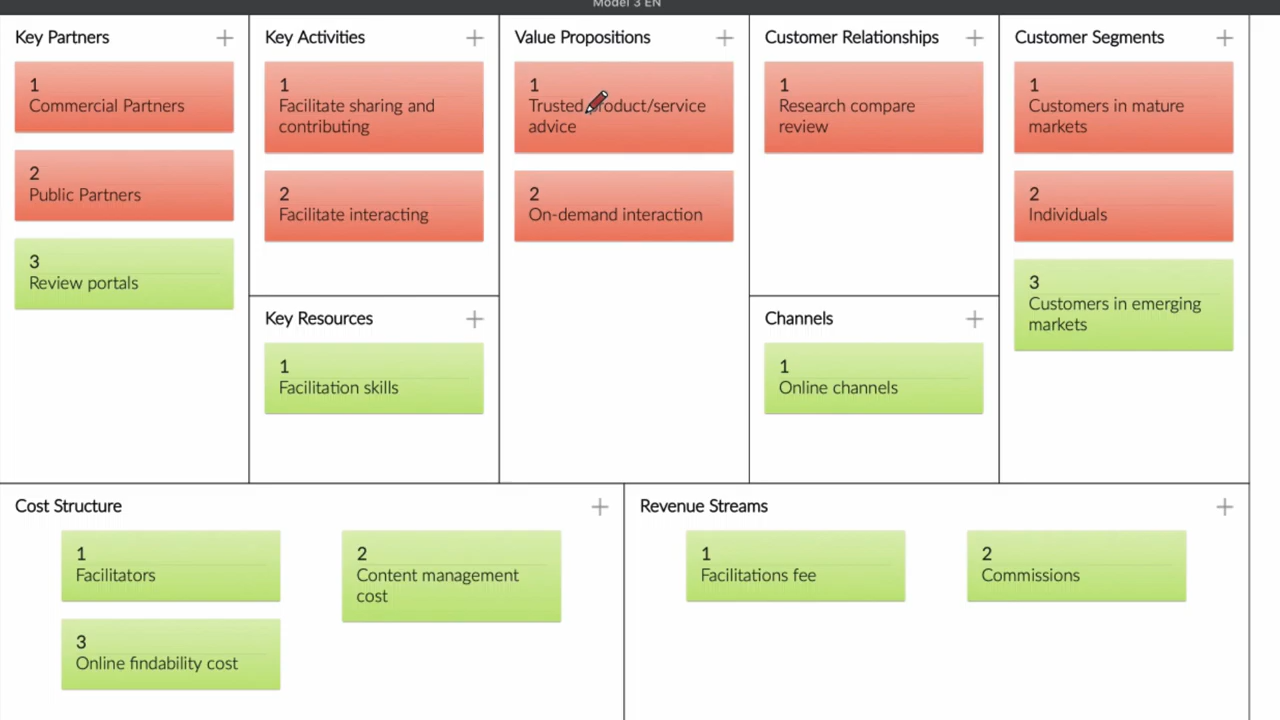 Model 3 EN
Key Partners
1
Commercial Partners
2
Public Partners
3
Review portals
Key Activities
1
Facilitate sharing and
contributing
2
Facilitate interacting
Key Resources
1
Facilitation skills
Value Propositions
1
Trusted product/service
advice
2
On-demand interaction
Customer Relationships
1
Research compare
review
Channels
1
Online channels
Customer Segments
1
Customers in mature
markets
2
Individuals
3
Customers in emerging
markets
Cost Structure
1
Facilitators
2
Content management
cost
3
Online findability cost
Revenue Streams
1
Facilitations fee
2
Commissions